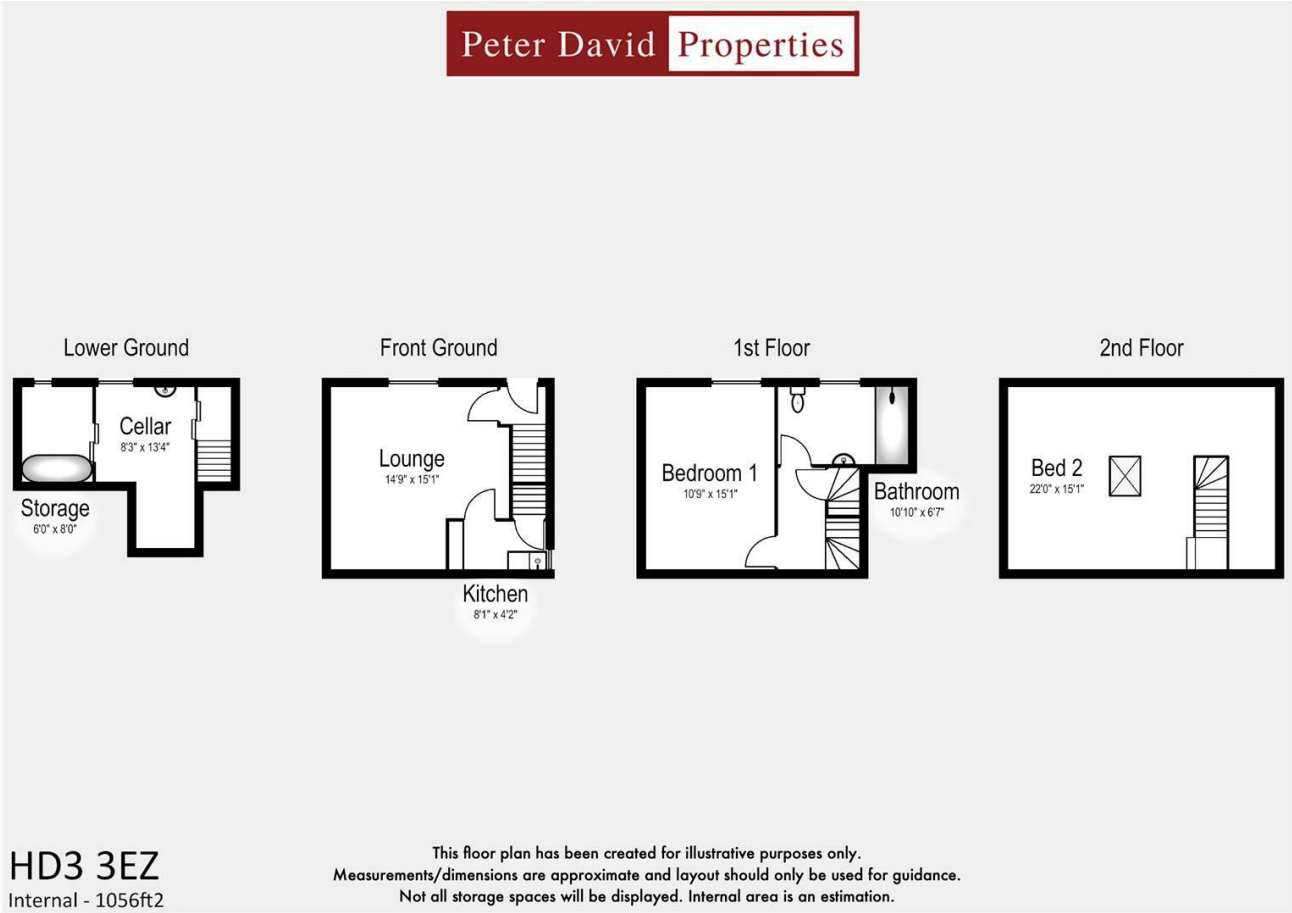 Peter David Properties
Lower Ground
Front Ground
1st Floor
2nd Floor
Cellar
8'3" x 13'4"
Storage
6'0" x 8'0"
Lounge
14'9" x 15'1"
Kitchen
8'1" x 4'2"
Bedroom 1
10'9" x 15'1"
Bathroom
10'10" x 6'7"
Bed 2
22'0" x 15'1"
HD3 3EZ
Internal - 1056ft2
This floor plan has been created for illustrative purposes only.
Measurements/dimensions are approximate and layout should only be used for guidance.
Not all storage spaces will be displayed. Internal area is an estimation.